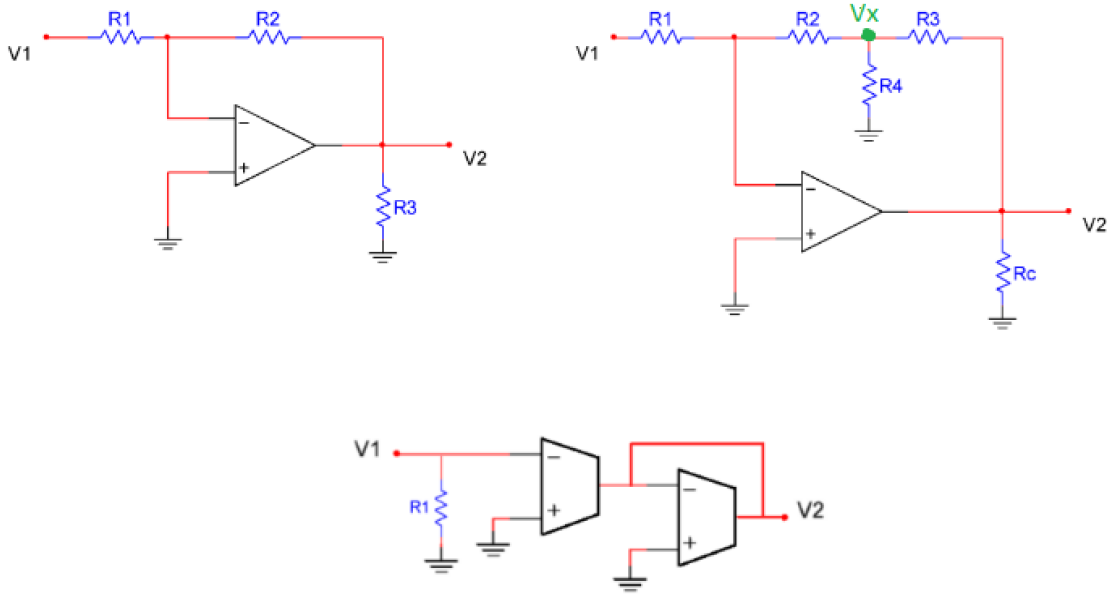 R1 R2
V1
−
+
V2
R3
Vx
R1 R2 R3
V1
R4
−
+
V2
Rc
V1
R1
−
+
−
+
V2